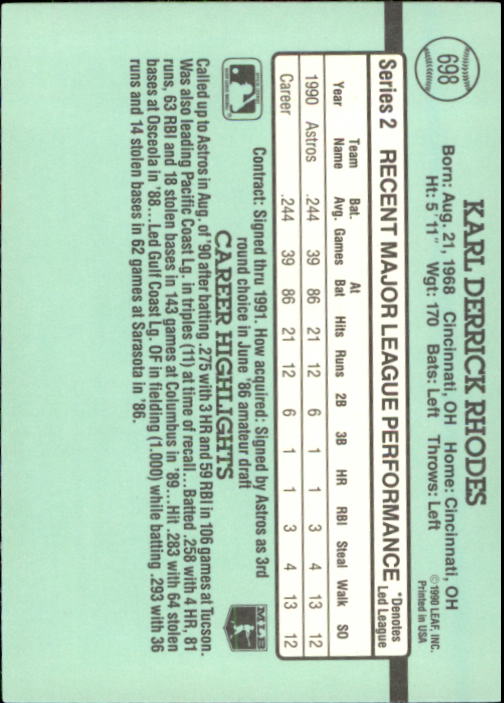 698
KARL DERRICK RHODES
Born: Aug. 21, 1968 Cincinnati, OH Home: Cincinnati, OH
Ht: 5'11" Wgt: 170 Bats: Left Throws: Left
©1990 LEAF, INC.
Printed in USA
Series 2 RECENT MAJOR LEAGUE PERFORMANCE *Denotes Led League
Year Team Name Bat. Avg. Games At Bat Hits Runs 2B 3B HR RBI Steal Walk SO
1990 Astros .244 39 86 21 12 6 1 1 3 4 13 12
Career .244 39 86 21 12 6 1 1 3 4 13 12
Contract: Signed thru 1991. How acquired: Signed by Astros as 3rd
round choice in June '86 amateur draft
CAREER HIGHLIGHTS
MLB
Called up to Astros in Aug. of '90 after batting .275 with 3 HR and 59 RBI in 106 games at Tucson.
Was also leading Pacific Coast Lg. in triples (11) at time of recall...Batted .258 with 4 HR, 81
runs, 63 RBI and 18 stolen bases in 143 games at Columbus in '89...Hit .283 with 64 stolen
bases at Osceola in '88...Led Gulf Coast Lg. OF in fielding (1.000) while batting .293 with 36
runs and 14 stolen bases in 62 games at Sarasota in '86.